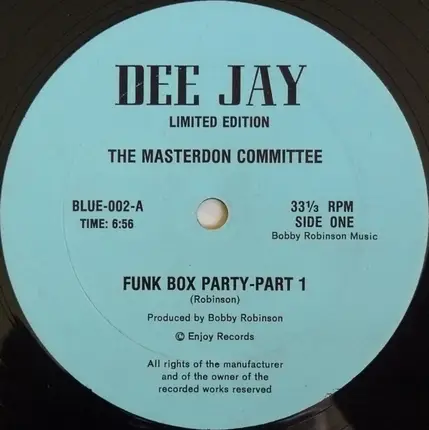 DEE JAY
LIMITED EDITION
THE MASTERDON COMMITTEE
BLUE-002-A
TIME: 6:56
33⅓ RPM
SIDE ONE
Bobby Robinson Music
FUNK BOX PARTY-PART 1
(Robinson)
Produced by Bobby Robinson
© Enjoy Records
All rights of the manufacturer
and of the owner of the
recorded works reserved